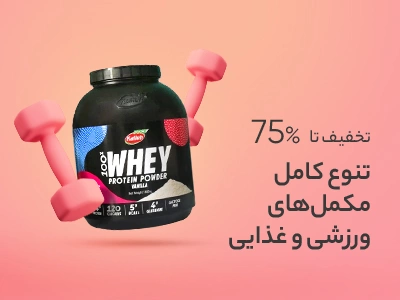 تخفیف تا 75%
تنوع کامل
مکمل‌های
ورزشی و غذایی
100%
WHEY
PROTEIN POWDER
VANILLA